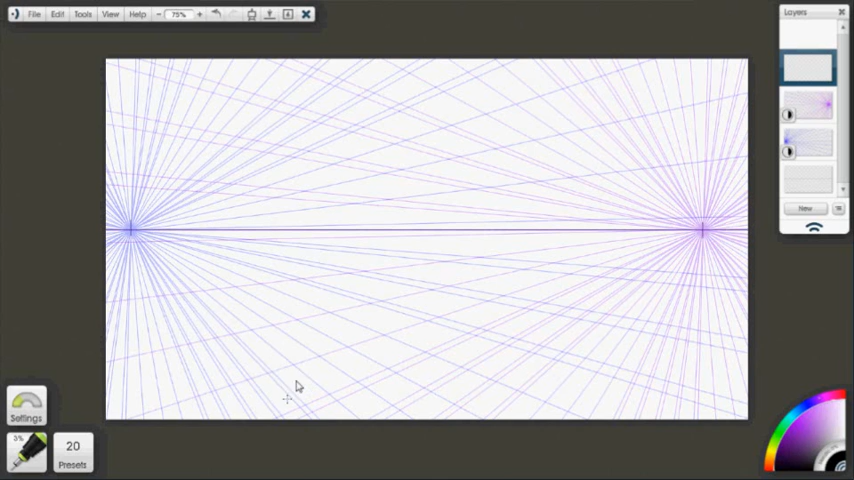 File Edit Tools View Help − 75% +
Layers
New
Settings
3%
20
Presets